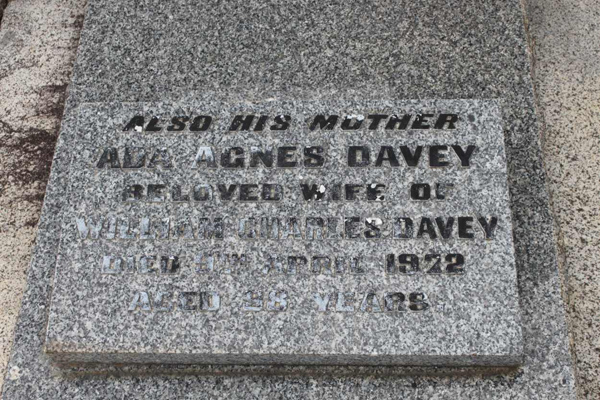 ALSO HIS MOTHER
ADA AGNES DAVEY
BELOVED WIFE OF
WILLIAM CHARLES DAVEY
DIED APRIL 1922
AGED YEARS